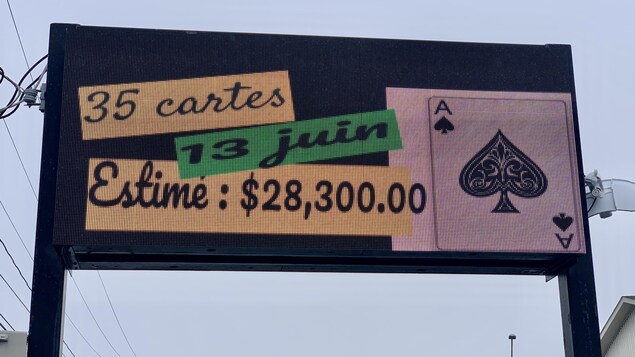 35 cartes
13 juin
Estimé : $28,300.00
A
A